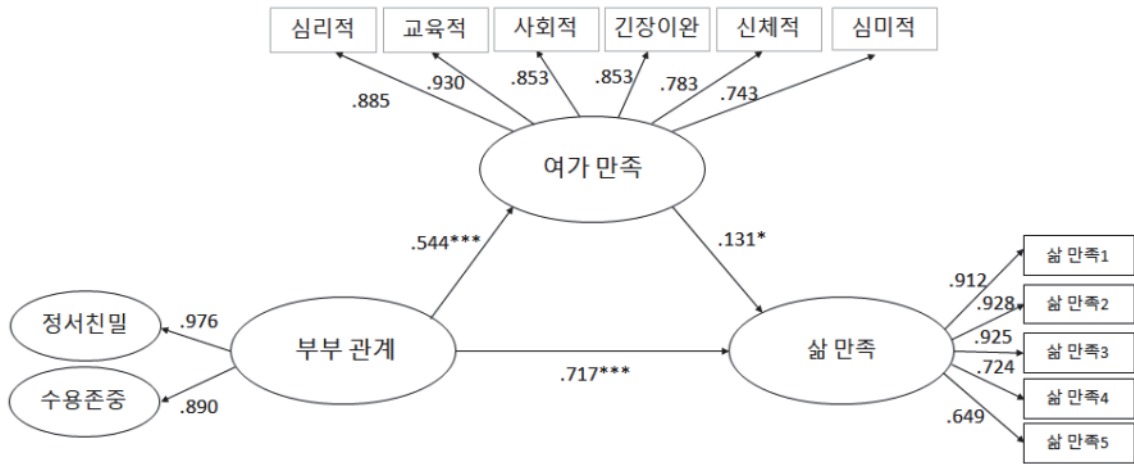 심리적 교육적 사회적 긴장이완 신체적 심미적
.885 .930 .853 .853 .783 .743
여가 만족
.544*** .131*
정서친밀 .976
수용존중 .890
부부 관계
.717***
삶 만족
.912 삶 만족1
.928 삶 만족2
.925 삶 만족3
.724 삶 만족4
.649 삶 만족5